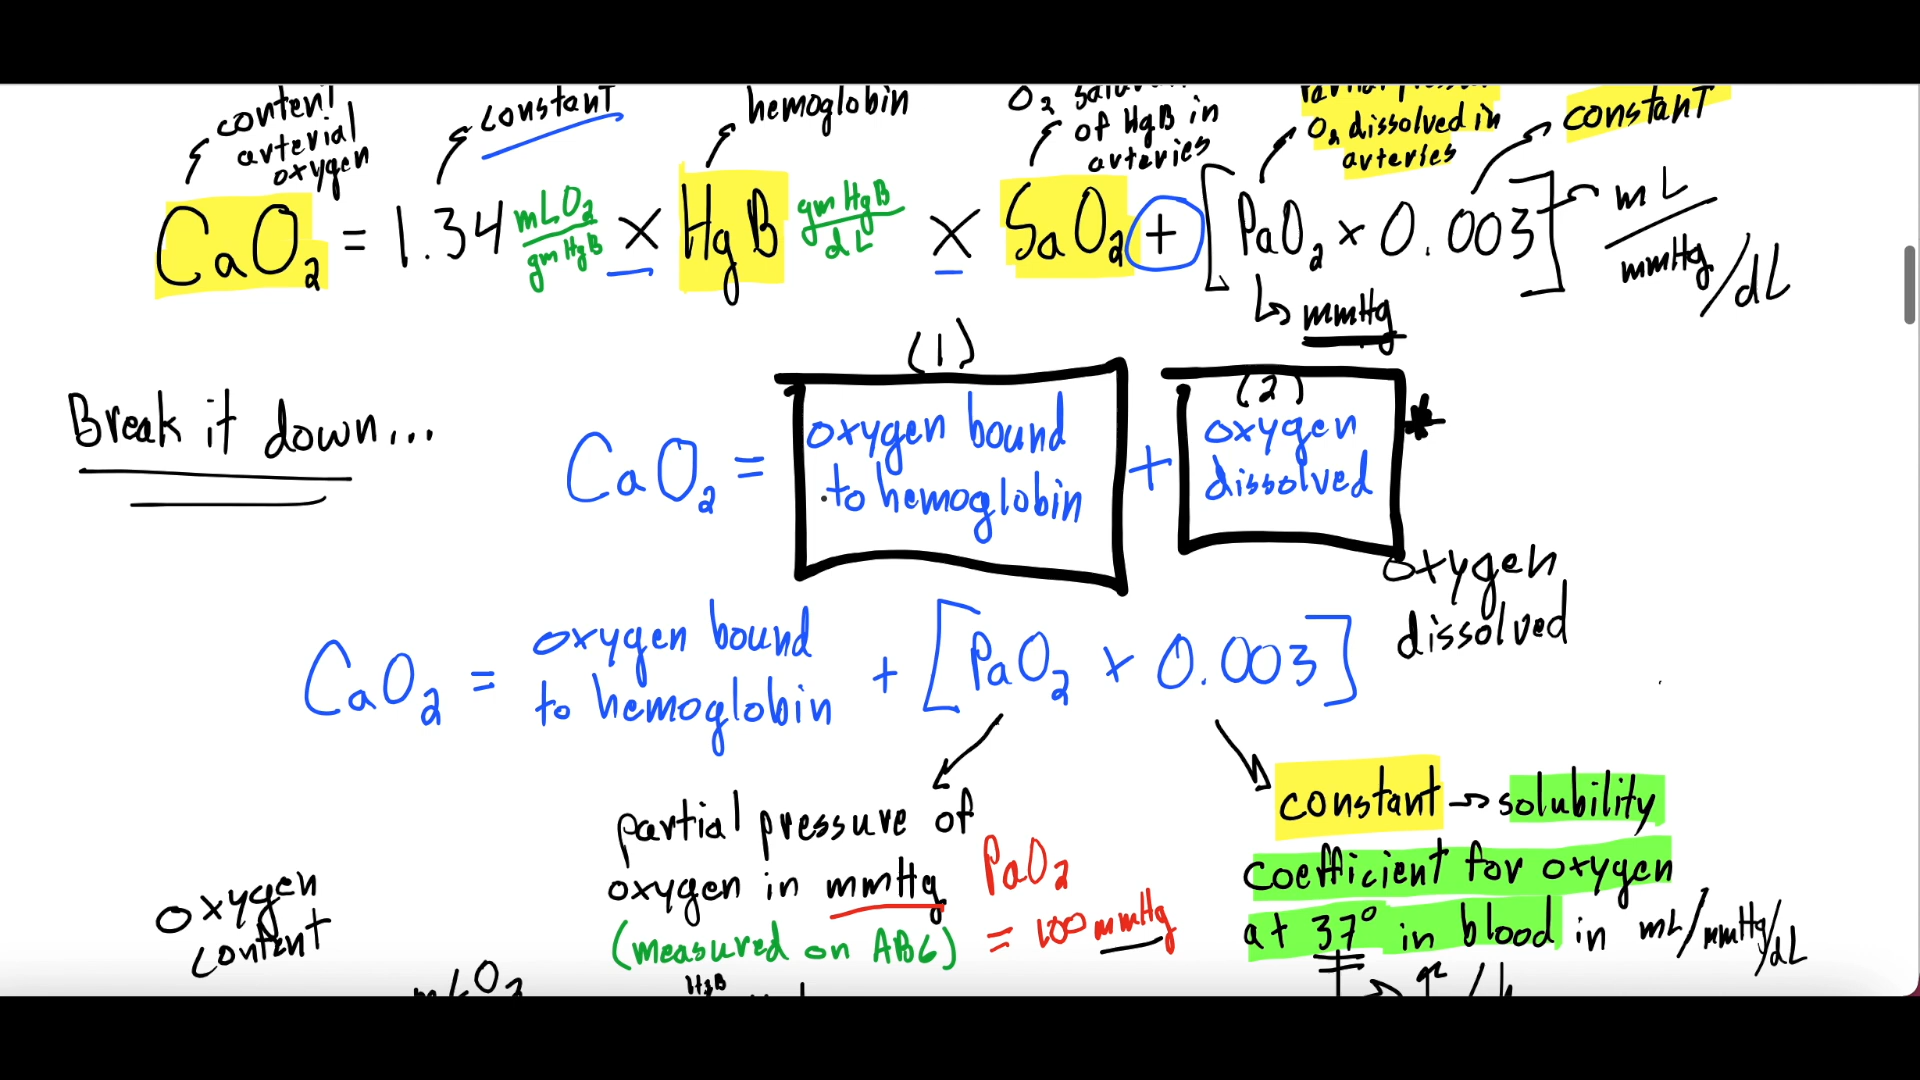 content
arterial
oxygen
constant
hemoglobin
O₂
of HgB in
arteries
O₂ dissolved in
arteries
constant
CaO₂ = 1.34 mLO₂/gmHgB × HgB gmHgB/dL × SaO₂ + [PaO₂ × 0.003] mL/mmHg/dL
mmHg
Break it down...
(1)
(2)
CaO₂ = oxygen bound
to hemoglobin
+ oxygen
dissolved *
oxygen
dissolved
CaO₂ = oxygen bound
to hemoglobin
+ [PaO₂ × 0.003]
partial pressure of
oxygen in mmHg
(measured on ABG)
PaO₂
= 100 mmHg
constant → solubility
coefficient for oxygen
at 37° in blood in mL/mmHg/dL
oxygen
content
mLO₂
HgB